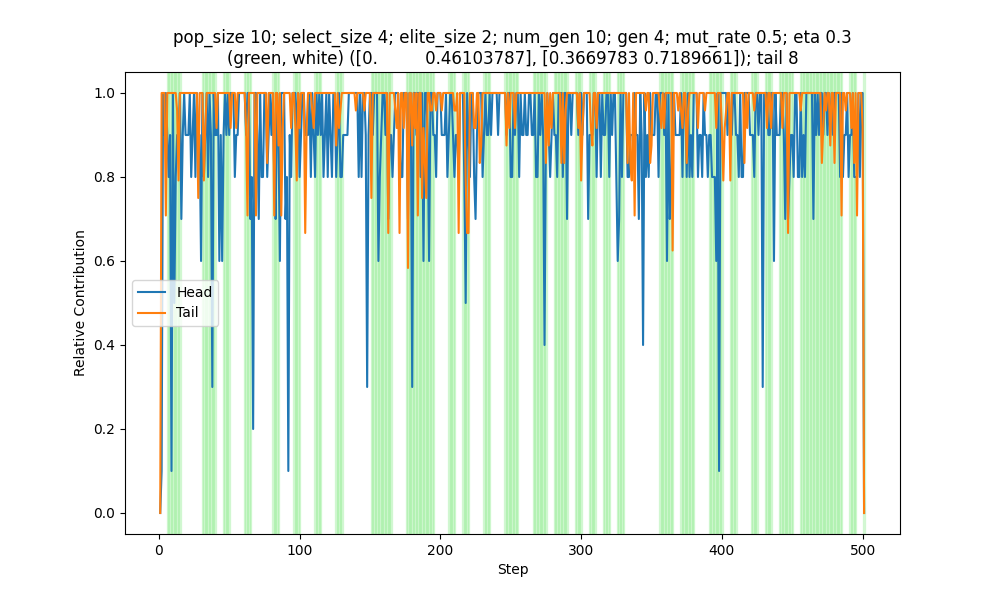 pop_size 10; select_size 4; elite_size 2; num_gen 10; gen 4; mut_rate 0.5; eta 0.3
(green, white) ([0. 0.46103787], [0.3669783 0.7189661]); tail 8
1.0
0.8
0.6
0.4
0.2
0.0
Relative Contribution
Head
Tail
0
100
200
300
400
500
Step